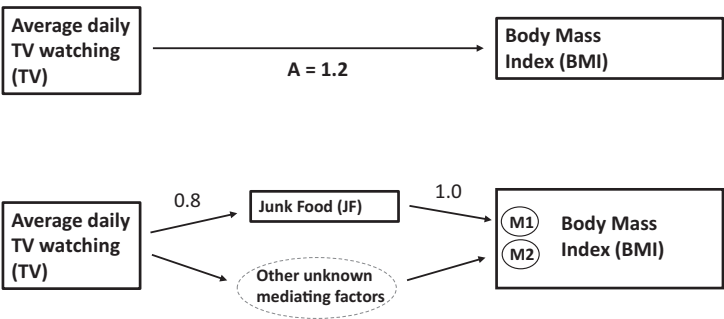 Average daily
TV watching
(TV)
A = 1.2
Body Mass
Index (BMI)
Average daily
TV watching
(TV)
0.8
Junk Food (JF)
1.0
Other unknown
mediating factors
M1
M2
Body Mass
Index (BMI)